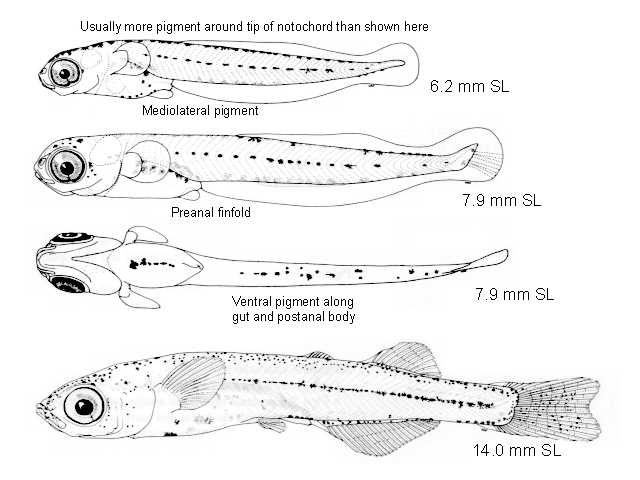 Usually more pigment around tip of notochord than shown here
6.2 mm SL
Mediolateral pigment
7.9 mm SL
Preanal finfold
7.9 mm SL
Ventral pigment along
gut and postanal body
14.0 mm SL